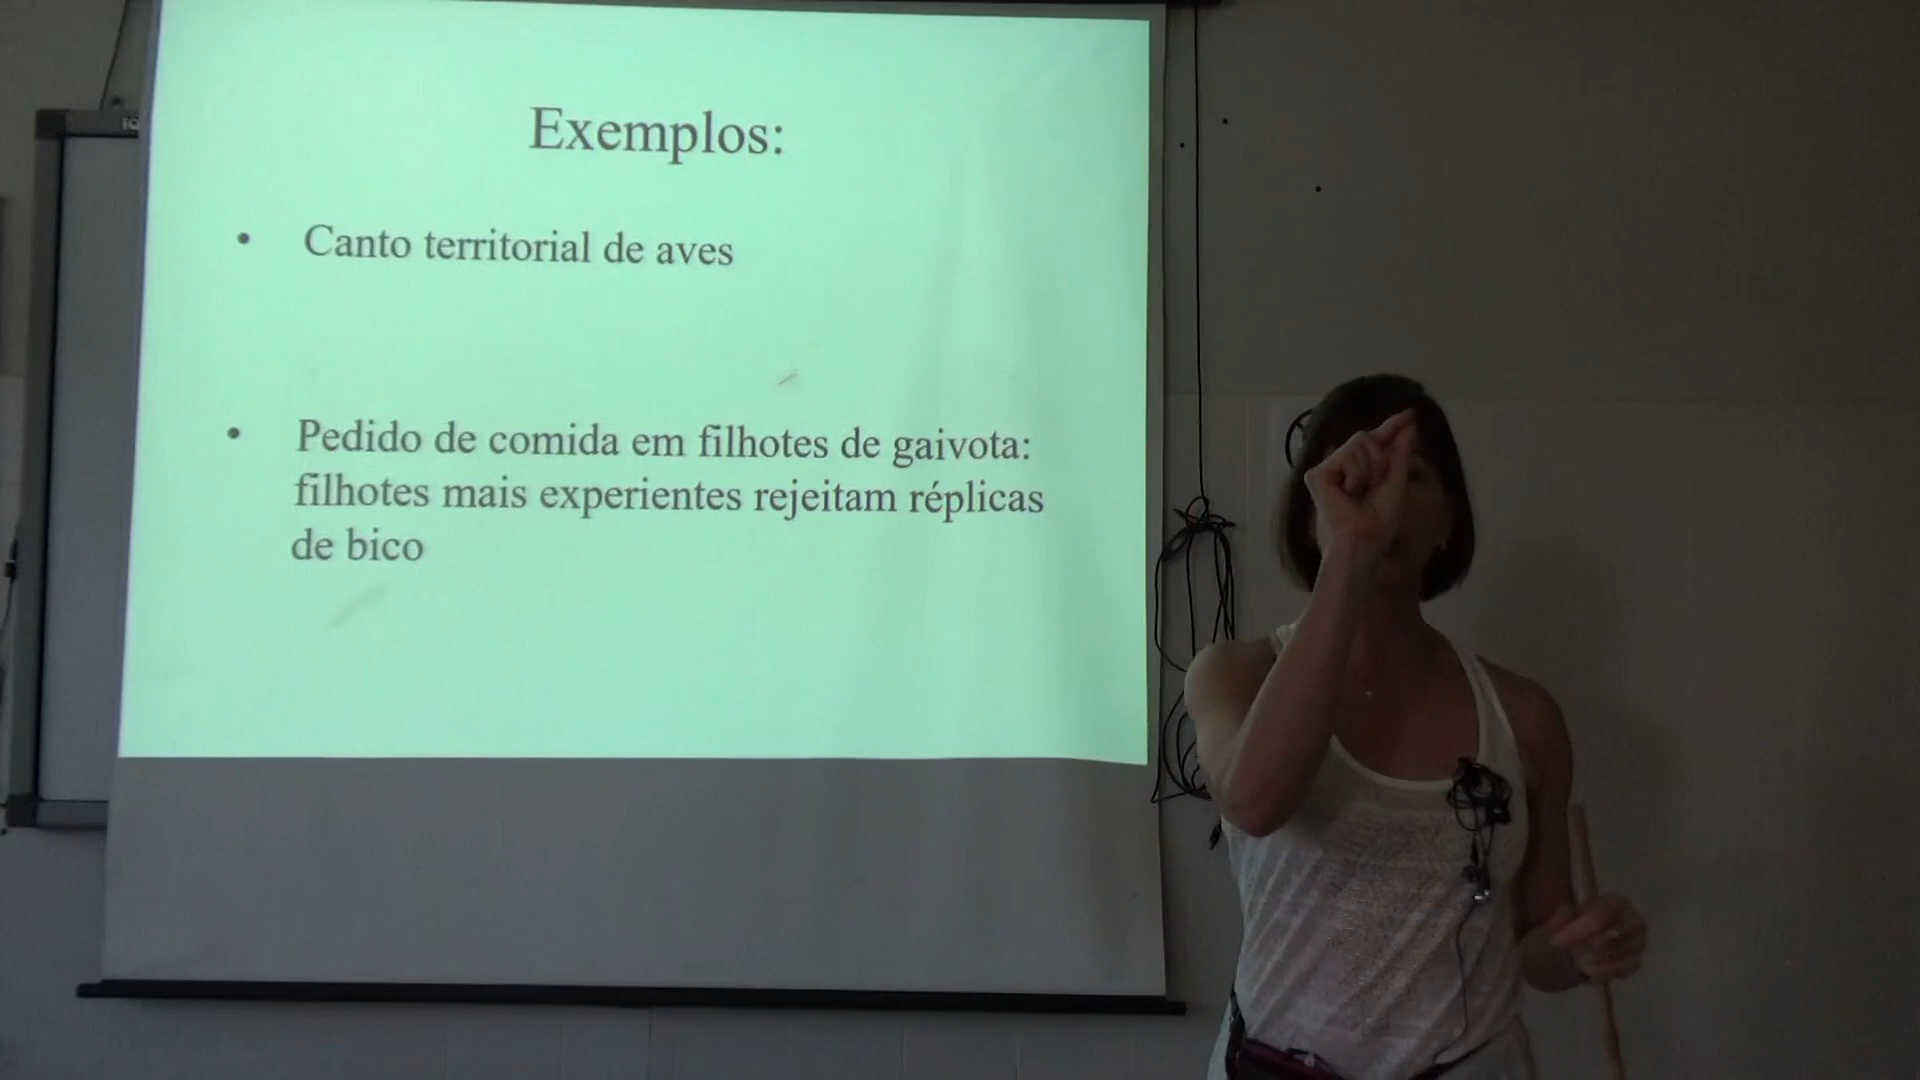 Exemplos:
• Canto territorial de aves
• Pedido de comida em filhotes de gaivota:
filhotes mais experientes rejeitam réplicas
de bico